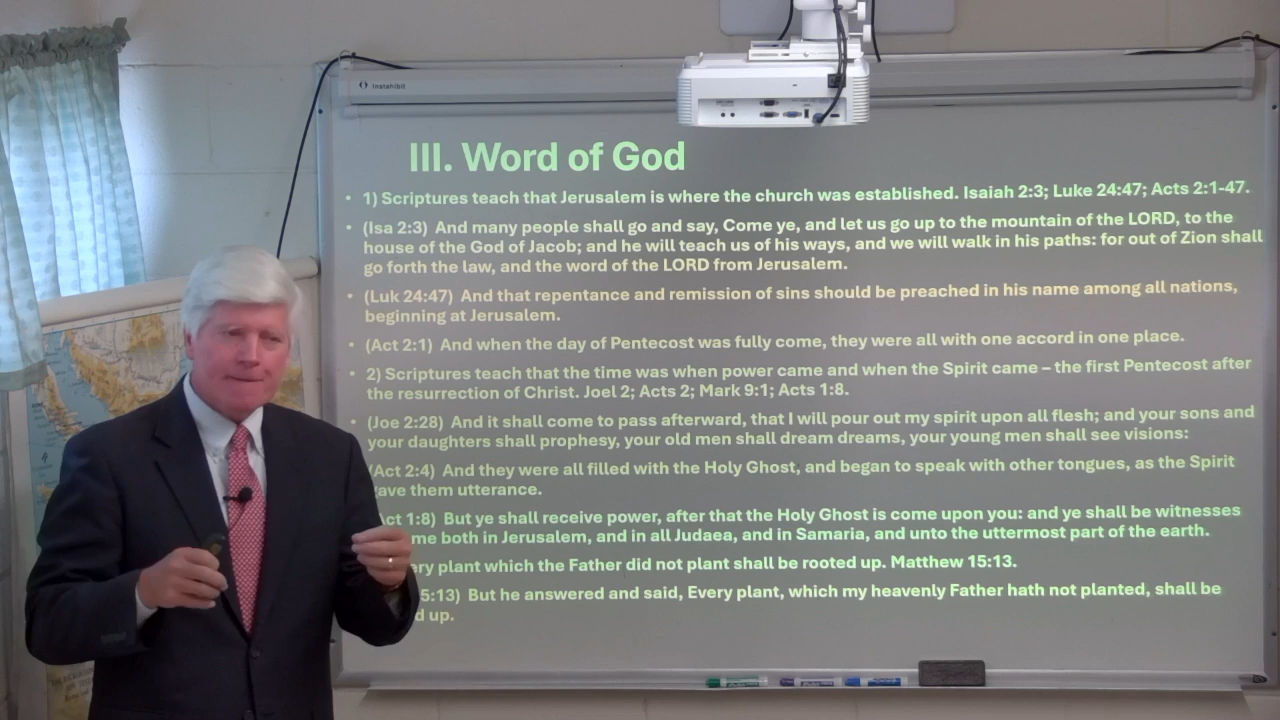 Instahibit
III. Word of God
• 1) Scriptures teach that Jerusalem is where the church was established. Isaiah 2:3; Luke 24:47; Acts 2:1-47.
• (Isa 2:3) And many people shall go and say, Come ye, and let us go up to the mountain of the LORD, to the
house of the God of Jacob; and he will teach us of his ways, and we will walk in his paths: for out of Zion shall
go forth the law, and the word of the LORD from Jerusalem.
• (Luk 24:47) And that repentance and remission of sins should be preached in his name among all nations,
beginning at Jerusalem.
• (Act 2:1) And when the day of Pentecost was fully come, they were all with one accord in one place.
• 2) Scriptures teach that the time was when power came and when the Spirit came – the first Pentecost after
the resurrection of Christ. Joel 2; Acts 2; Mark 9:1; Acts 1:8.
• (Joe 2:28) And it shall come to pass afterward, that I will pour out my spirit upon all flesh; and your sons and
your daughters shall prophesy, your old men shall dream dreams, your young men shall see visions:
(Act 2:4) And they were all filled with the Holy Ghost, and began to speak with other tongues, as the Spirit
ave them utterance.
ct 1:8) But ye shall receive power, after that the Holy Ghost is come upon you: and ye shall be witnesses
me both in Jerusalem, and in all Judaea, and in Samaria, and unto the uttermost part of the earth.
ery plant which the Father did not plant shall be rooted up. Matthew 15:13.
5:13) But he answered and said, Every plant, which my heavenly Father hath not planted, shall be
d up.